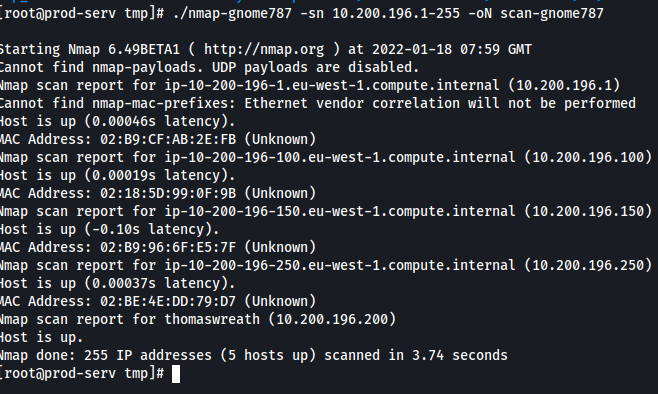 [root@prod-serv tmp]# ./nmap-gnome787 -sn 10.200.196.1-255 -oN scan-gnome787
Starting Nmap 6.49BETA1 ( http://nmap.org ) at 2022-01-18 07:59 GMT
Cannot find nmap-payloads. UDP payloads are disabled.
Nmap scan report for ip-10-200-196-1.eu-west-1.compute.internal (10.200.196.1)
Cannot find nmap-mac-prefixes: Ethernet vendor correlation will not be performed
Host is up (0.00046s latency).
MAC Address: 02:B9:CF:AB:2E:FB (Unknown)
Nmap scan report for ip-10-200-196-100.eu-west-1.compute.internal (10.200.196.100)
Host is up (0.00019s latency).
MAC Address: 02:18:5D:99:0F:9B (Unknown)
Nmap scan report for ip-10-200-196-150.eu-west-1.compute.internal (10.200.196.150)
Host is up (-0.10s latency).
MAC Address: 02:B9:96:6F:E5:7F (Unknown)
Nmap scan report for ip-10-200-196-250.eu-west-1.compute.internal (10.200.196.250)
Host is up (0.00037s latency).
MAC Address: 02:BE:4E:DD:79:D7 (Unknown)
Nmap scan report for thomaswreath (10.200.196.200)
Host is up.
Nmap done: 255 IP addresses (5 hosts up) scanned in 3.74 seconds
[root@prod-serv tmp]#